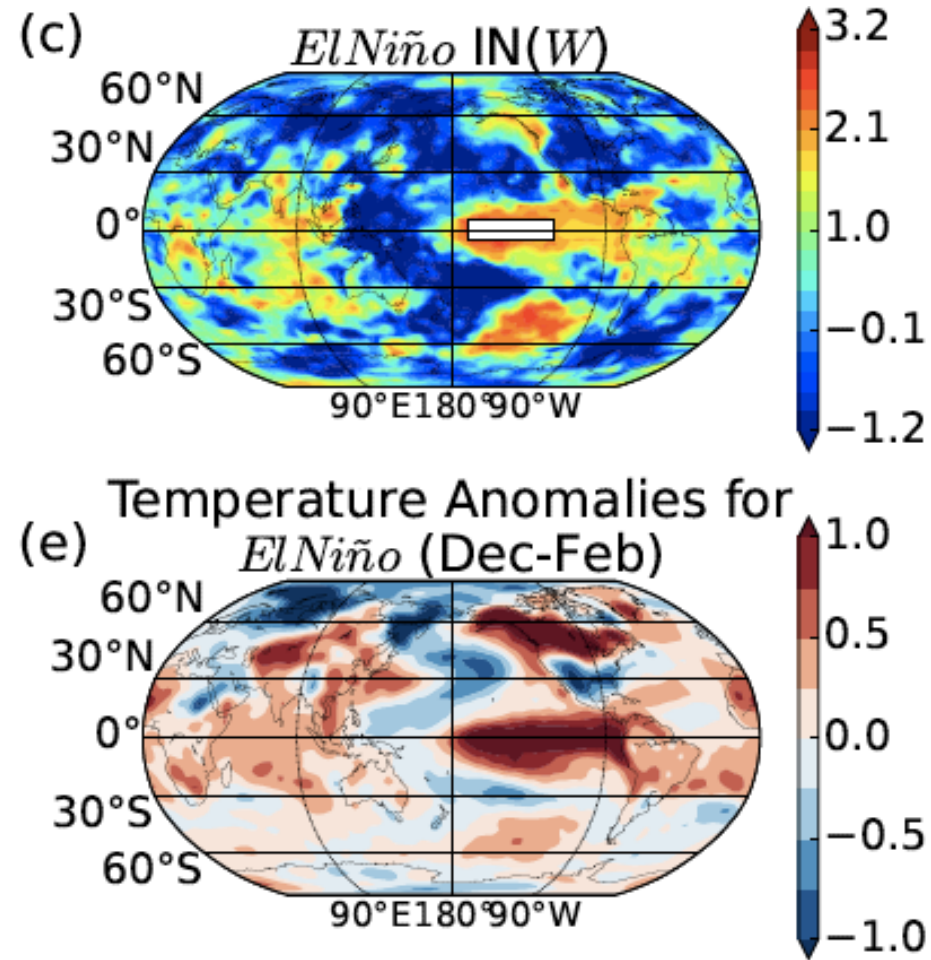 (c)
ElNiño IN(W)
60°N
30°N
0°
30°S
60°S
90°E180°90°W
3.2
2.1
1.0
−0.1
−1.2
Temperature Anomalies for
(e)
ElNiño (Dec-Feb)
60°N
30°N
0°
30°S
60°S
90°E180°90°W
1.0
0.5
0.0
−0.5
−1.0